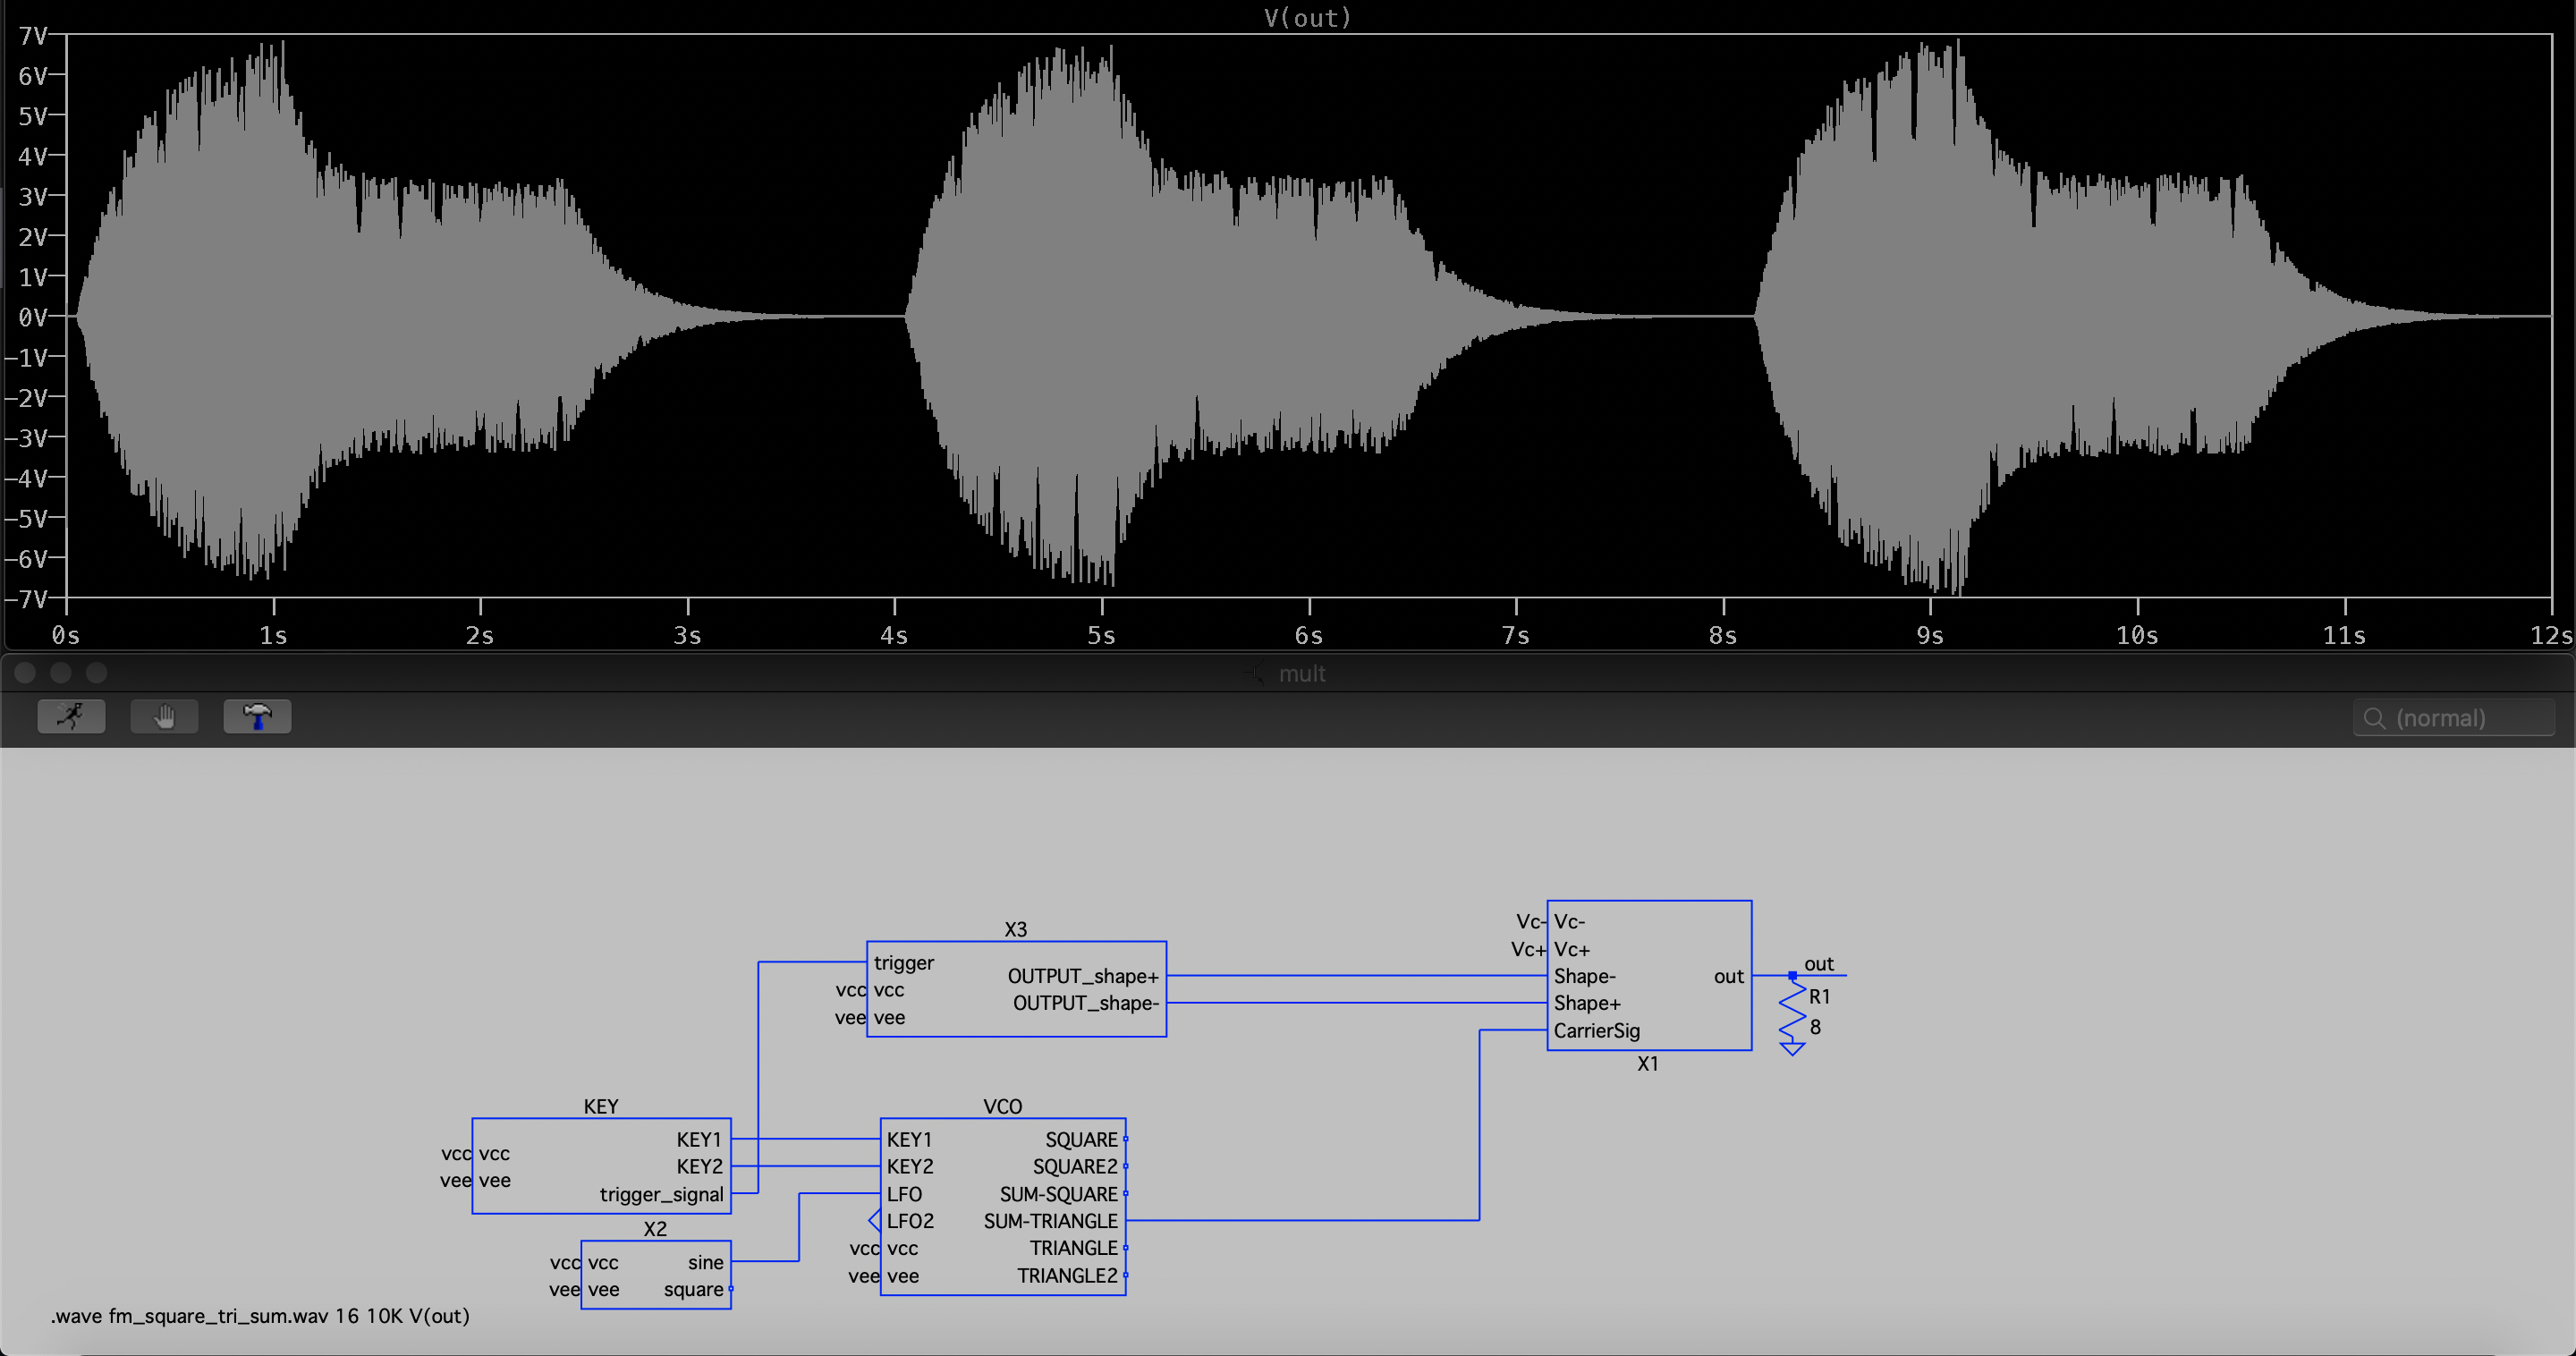 V(out)
7V
6V
5V
4V
3V
2V
1V
0V
-1V
-2V
-3V
-4V
-5V
-6V
-7V
0s 1s 2s 3s 4s 5s 6s 7s 8s 9s 10s 11s 12s
mult
(normal)
X3
trigger
vcc vcc
vee vee
OUTPUT_shape+
OUTPUT_shape-
Vc- Vc-
Vc+ Vc+
Shape-
Shape+
CarrierSig
out
X1
out
R1
8
KEY
vcc vcc
vee vee
KEY1
KEY2
trigger_signal
X2
vcc vcc
vee vee
sine
square
VCO
KEY1
KEY2
LFO
LFO2
vcc vcc
vee vee
SQUARE
SQUARE2
SUM-SQUARE
SUM-TRIANGLE
TRIANGLE
TRIANGLE2
.wave fm_square_tri_sum.wav 16 10K V(out)